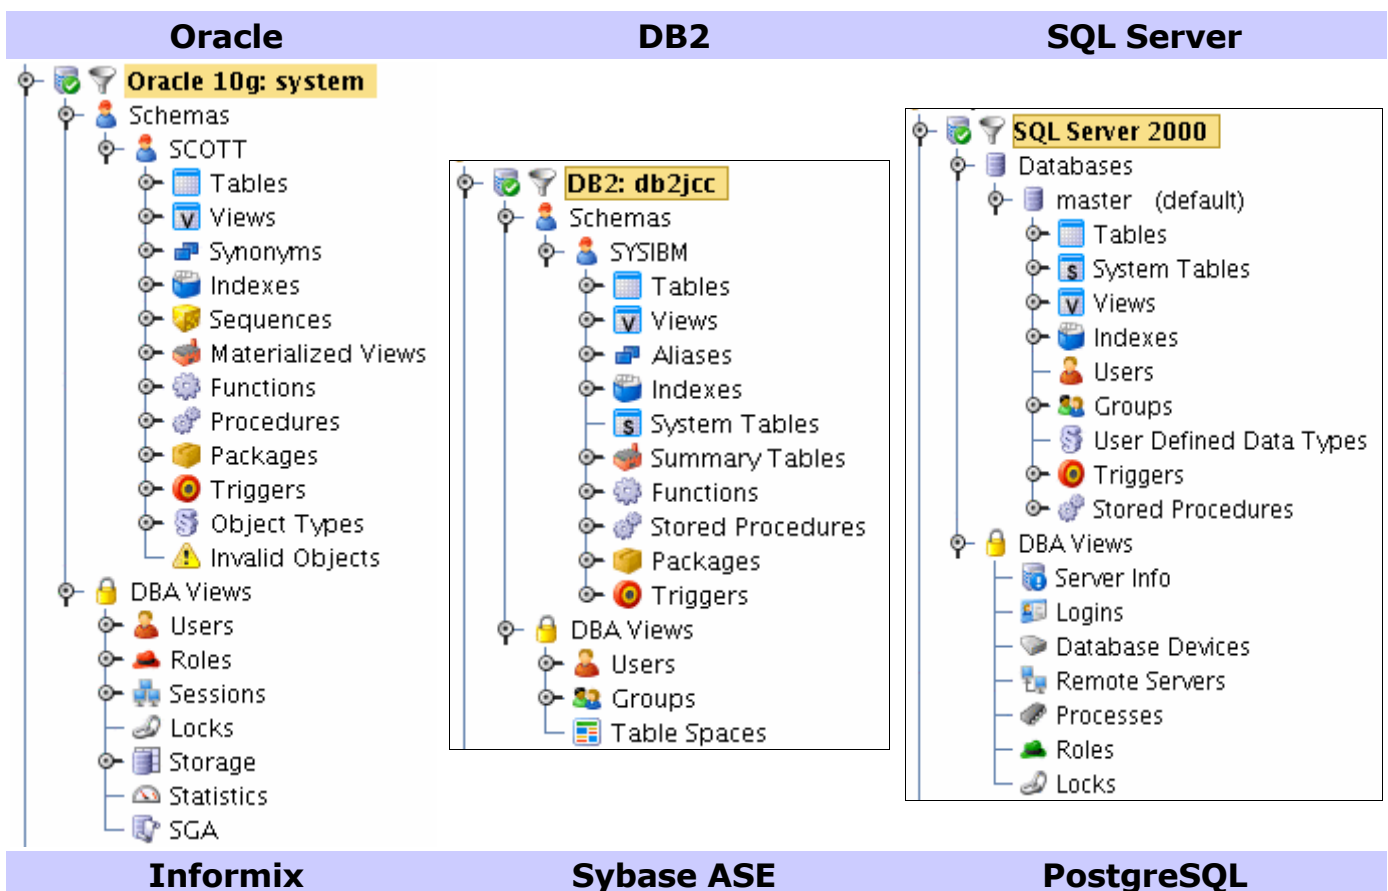 Oracle
DB2
SQL Server
Oracle 10g: system
Schemas
SCOTT
Tables
Views
Synonyms
Indexes
Sequences
Materialized Views
Functions
Procedures
Packages
Triggers
Object Types
Invalid Objects
DBA Views
Users
Roles
Sessions
Locks
Storage
Statistics
SGA
DB2: db2jcc
Schemas
SYSIBM
Tables
Views
Aliases
Indexes
System Tables
Summary Tables
Functions
Stored Procedures
Packages
Triggers
DBA Views
Users
Groups
Table Spaces
SQL Server 2000
Databases
master (default)
Tables
System Tables
Views
Indexes
Users
Groups
User Defined Data Types
Triggers
Stored Procedures
DBA Views
Server Info
Logins
Database Devices
Remote Servers
Processes
Roles
Locks
Informix
Sybase ASE
PostgreSQL